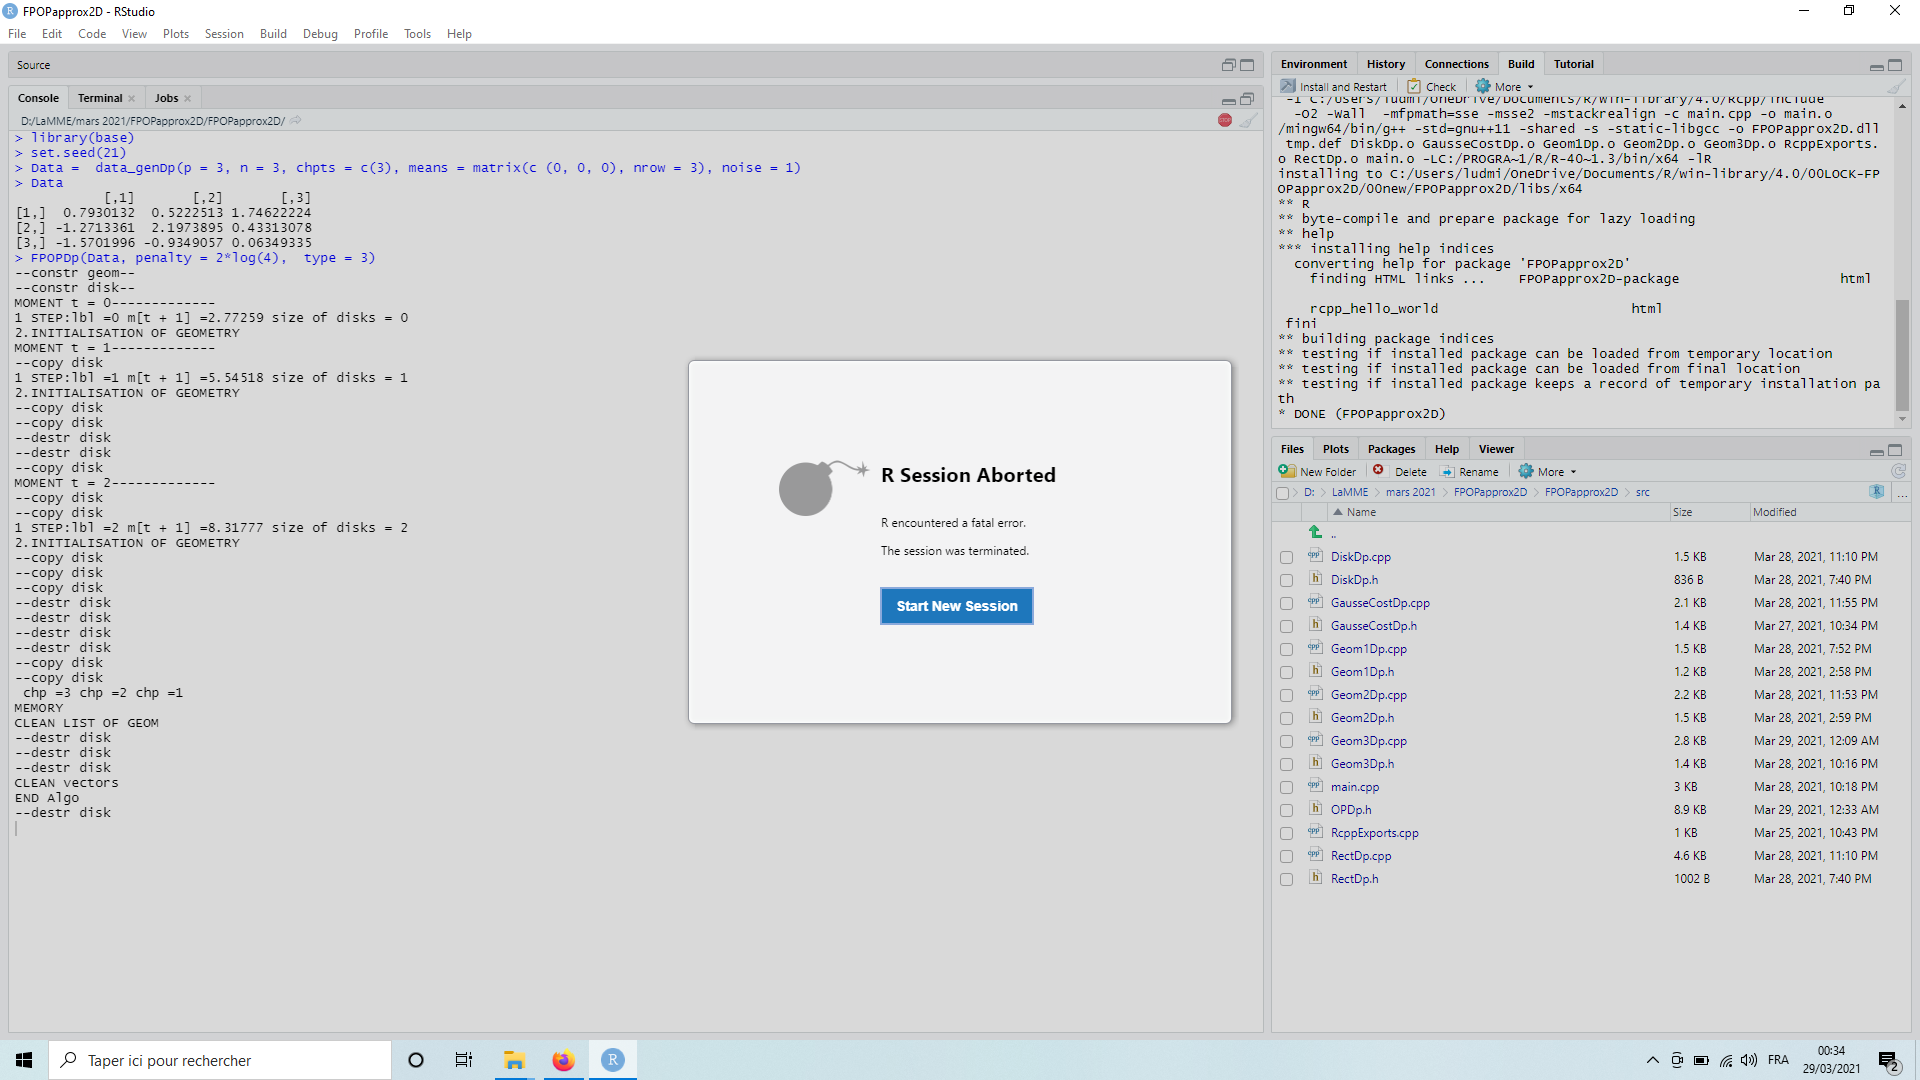 FPOPapprox2D - RStudio
File Edit Code View Plots Session Build Debug Profile Tools Help
Source
Console Terminal Jobs
D:/LaMME/mars 2021/FPOPapprox2D/FPOPapprox2D/
> library(base)
> set.seed(21)
> Data =  data_genDp(p = 3, n = 3, chpts = c(3), means = matrix(c (0, 0, 0), nrow = 3), noise = 1)
> Data
[,1] [,2] [,3]
[1,] 0.7930132 0.5222513 1.74622224
[2,] -1.2713361 2.1973895 0.43313078
[3,] -1.5701996 -0.9349057 0.06349335
> FPOPDp(Data, penalty = 2*log(4),  type = 3)
--constr geom--
--constr disk--
MOMENT t = 0-------------
1 STEP:lbl =0 m[t + 1] =2.77259 size of disks = 0
2.INITIALISATION OF GEOMETRY
MOMENT t = 1-------------
--copy disk
1 STEP:lbl =1 m[t + 1] =5.54518 size of disks = 1
2.INITIALISATION OF GEOMETRY
--copy disk
--copy disk
--destr disk
--destr disk
--copy disk
MOMENT t = 2-------------
--copy disk
--copy disk
1 STEP:lbl =2 m[t + 1] =8.31777 size of disks = 2
2.INITIALISATION OF GEOMETRY
--copy disk
--copy disk
--copy disk
--destr disk
--destr disk
--destr disk
--destr disk
--copy disk
--copy disk
chp =3 chp =2 chp =1
MEMORY
CLEAN LIST OF GEOM
--destr disk
--destr disk
--destr disk
CLEAN vectors
END Algo
--destr disk
R Session Aborted
R encountered a fatal error.
The session was terminated.
Start New Session
Environment History Connections Build Tutorial
Install and Restart Check More
-I C:/Users/ludmi/OneDrive/Documents/R/win-library/4.0/Rcpp/include
-O2 -Wall  -mfpmath=sse -msse2 -mstackrealign -c main.cpp -o main.o
/mingw64/bin/g++ -std=gnu++11 -shared -s -static-libgcc -o FPOPapprox2D.dll
tmp.def DiskDp.o GausseCostDp.o Geom1Dp.o Geom2Dp.o Geom3Dp.o RcppExports.
o RectDp.o main.o -LC:/PROGRA~1/R/R-40~1.3/bin/x64 -lR
installing to C:/Users/ludmi/OneDrive/Documents/R/win-library/4.0/00LOCK-FP
OPapprox2D/00new/FPOPapprox2D/libs/x64
** R
** byte-compile and prepare package for lazy loading
** help
*** installing help indices
converting help for package 'FPOPapprox2D'
finding HTML links ... FPOPapprox2D-package html
rcpp_hello_world html
fini
** building package indices
** testing if installed package can be loaded from temporary location
** testing if installed package can be loaded from final location
** testing if installed package keeps a record of temporary installation pa
th
* DONE (FPOPapprox2D)
Files Plots Packages Help Viewer
New Folder Delete Rename More
D: LaMME mars 2021 FPOPapprox2D FPOPapprox2D src ...
Name Size Modified
..
DiskDp.cpp 1.5 KB Mar 28, 2021, 11:10 PM
DiskDp.h 836 B Mar 28, 2021, 7:40 PM
GausseCostDp.cpp 2.1 KB Mar 28, 2021, 11:55 PM
GausseCostDp.h 1.4 KB Mar 27, 2021, 10:34 PM
Geom1Dp.cpp 1.5 KB Mar 28, 2021, 7:52 PM
Geom1Dp.h 1.2 KB Mar 28, 2021, 2:58 PM
Geom2Dp.cpp 2.2 KB Mar 28, 2021, 11:53 PM
Geom2Dp.h 1.5 KB Mar 28, 2021, 2:59 PM
Geom3Dp.cpp 2.8 KB Mar 29, 2021, 12:09 AM
Geom3Dp.h 1.4 KB Mar 28, 2021, 10:16 PM
main.cpp 3 KB Mar 28, 2021, 10:18 PM
OPDp.h 8.9 KB Mar 29, 2021, 12:33 AM
RcppExports.cpp 1 KB Mar 25, 2021, 10:43 PM
RectDp.cpp 4.6 KB Mar 28, 2021, 11:10 PM
RectDp.h 1002 B Mar 28, 2021, 7:40 PM
Taper ici pour rechercher
FRA
00:34
29/03/2021
2